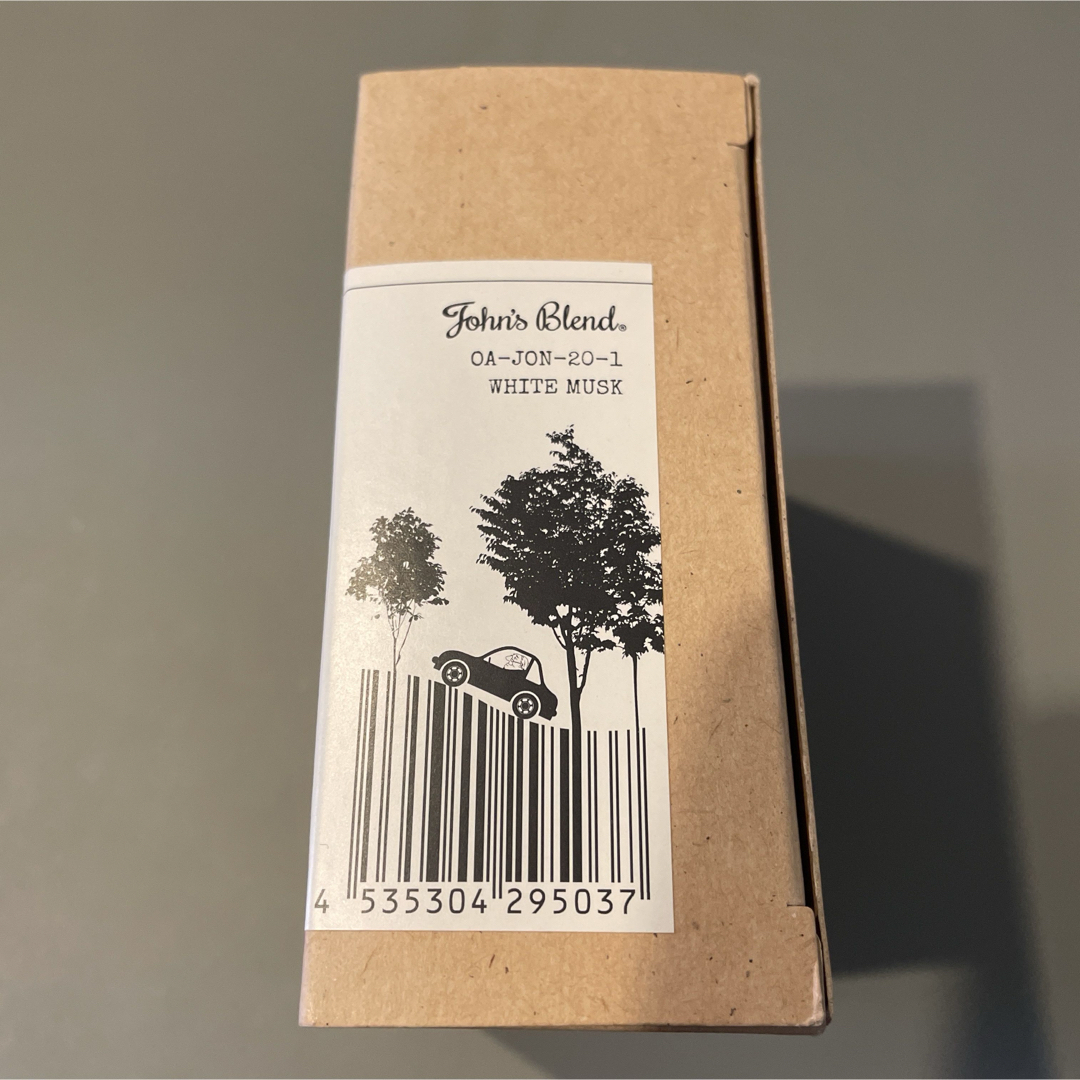 John's Blend®
OA-JON-20-1
WHITE MUSK
4 535304 295037